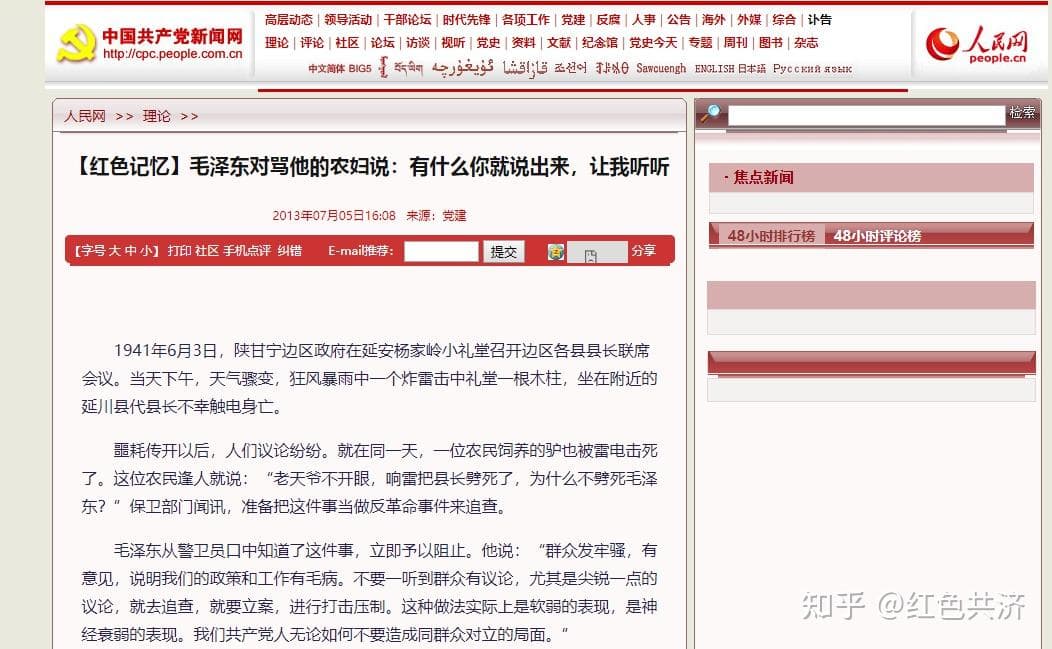 中国共产党新闻网
http://cpc.people.com.cn
高层动态 | 领导活动 | 干部论坛 | 时代先锋 | 各项工作 | 党建 | 反腐 | 人事 | 公告 | 海外 | 外媒 | 综合 | 讣告
理论 | 评论 | 社区 | 论坛 | 访谈 | 视听 | 党史 | 资料 | 文献 | 纪念馆 | 党史今天 | 专题 | 周刊 | 图书 | 杂志
中文简体 BIG5 조선어 Sawcuengh ENGLISH 日本語 Русский язык
人民网
people.cn
人民网 >> 理论 >>
检索
【红色记忆】毛泽东对骂他的农妇说：有什么你就说出来，让我听听
2013年07月05日16:08 来源：党建
【字号 大 中 小】 打印 社区 手机点评 纠错 E-mail推荐： 提交 分享
· 焦点新闻
48小时排行榜 48小时评论榜
1941年6月3日，陕甘宁边区政府在延安杨家岭小礼堂召开边区各县县长联席
会议。当天下午，天气骤变，狂风暴雨中一个炸雷击中礼堂一根木柱，坐在附近的
延川县代县长不幸触电身亡。
噩耗传开以后，人们议论纷纷。就在同一天，一位农民饲养的驴也被雷电击死
了。这位农民逢人就说：“老天爷不开眼，响雷把县长劈死了，为什么不劈死毛泽
东？“ 保卫部门闻讯，准备把这件事当做反革命事件来追查。
毛泽东从警卫员口中知道了这件事，立即予以阻止。他说：“群众发牢骚，有
意见，说明我们的政策和工作有毛病。不要一听到群众有议论，尤其是尖锐一点的
议论，就去追查，就要立案，进行打击压制。这种做法实际上是软弱的表现，是神
经衰弱的表现。我们共产党人无论如何不要造成同群众对立的局面。“
知乎 @红色共济